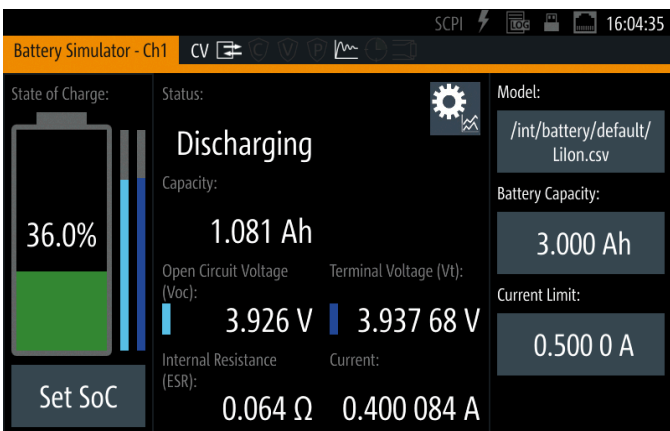 SCPI LOG 16:04:35
Battery Simulator - Ch1 CV C V P
State of Charge:
36.0%
Set SoC
Status:
Discharging
Capacity:
1.081 Ah
Open Circuit Voltage
(Voc):
3.926 V
Terminal Voltage (Vt):
3.937 68 V
Internal Resistance
(ESR):
0.064 Ω
Current:
0.400 084 A
Model:
/int/battery/default/
LiIon.csv
Battery Capacity:
3.000 Ah
Current Limit:
0.500 0 A